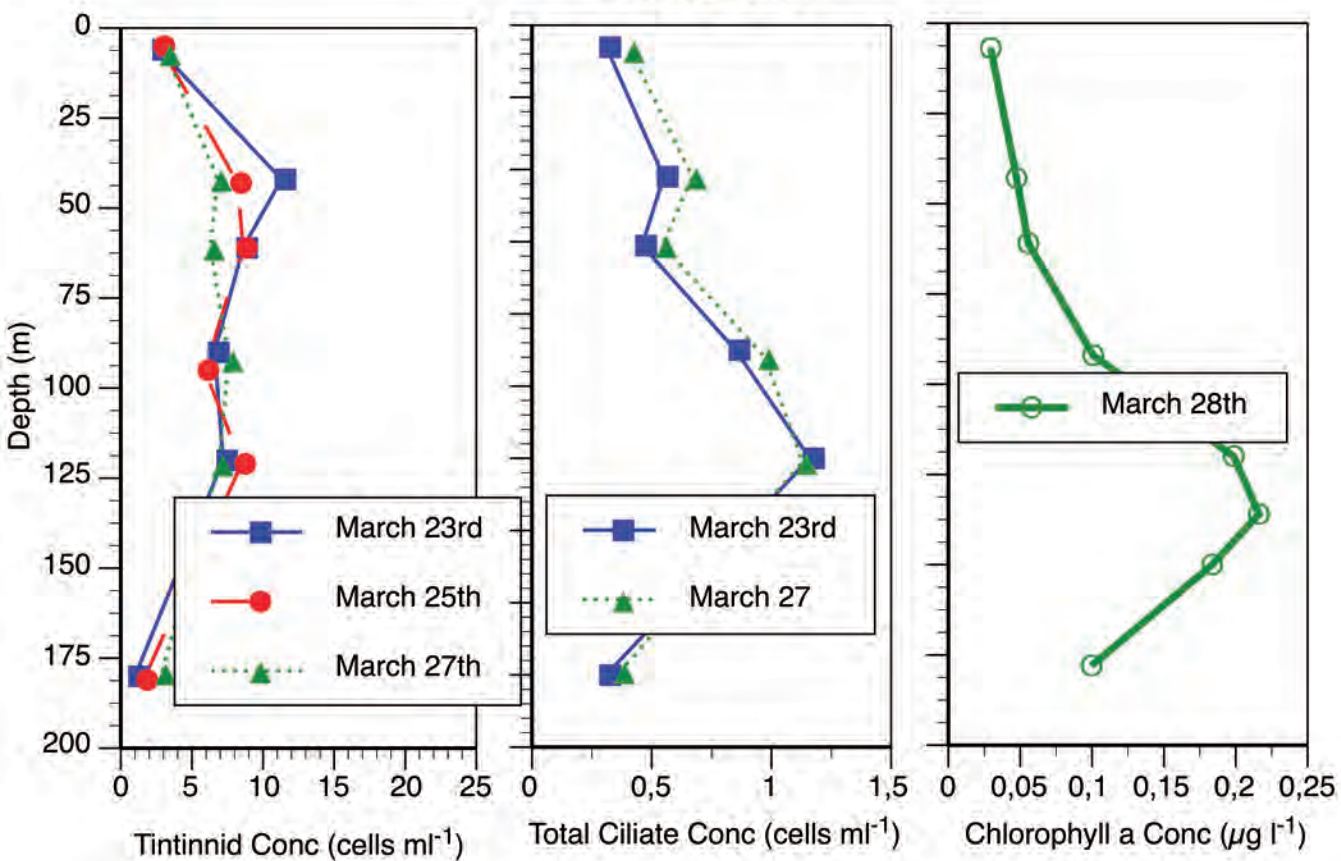 Depth (m)
0
25
50
75
100
125
150
175
200
March 23rd
March 25th
March 27th
0 5 10 15 20 25
Tintinnid Conc (cells ml-1)
March 23rd
March 27
0 0,5 1 1,5
Total Ciliate Conc (cells ml-1)
March 28th
0 0,05 0,1 0,15 0,2 0,25
Chlorophyll a Conc (µg l-1)